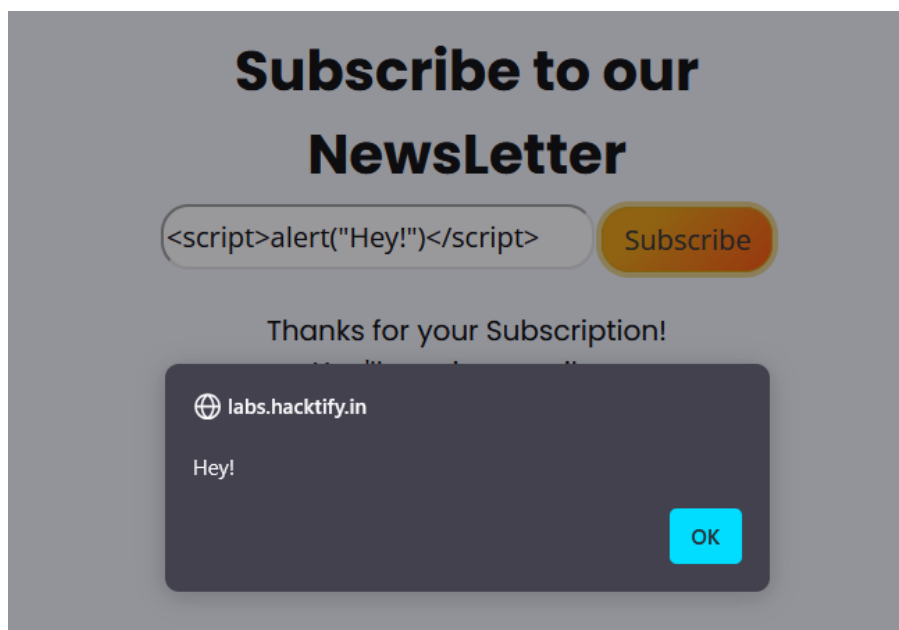 Subscribe to our
NewsLetter
<script>alert("Hey!")</script> Subscribe
Thanks for your Subscription!
labs.hacktify.in
Hey!
OK